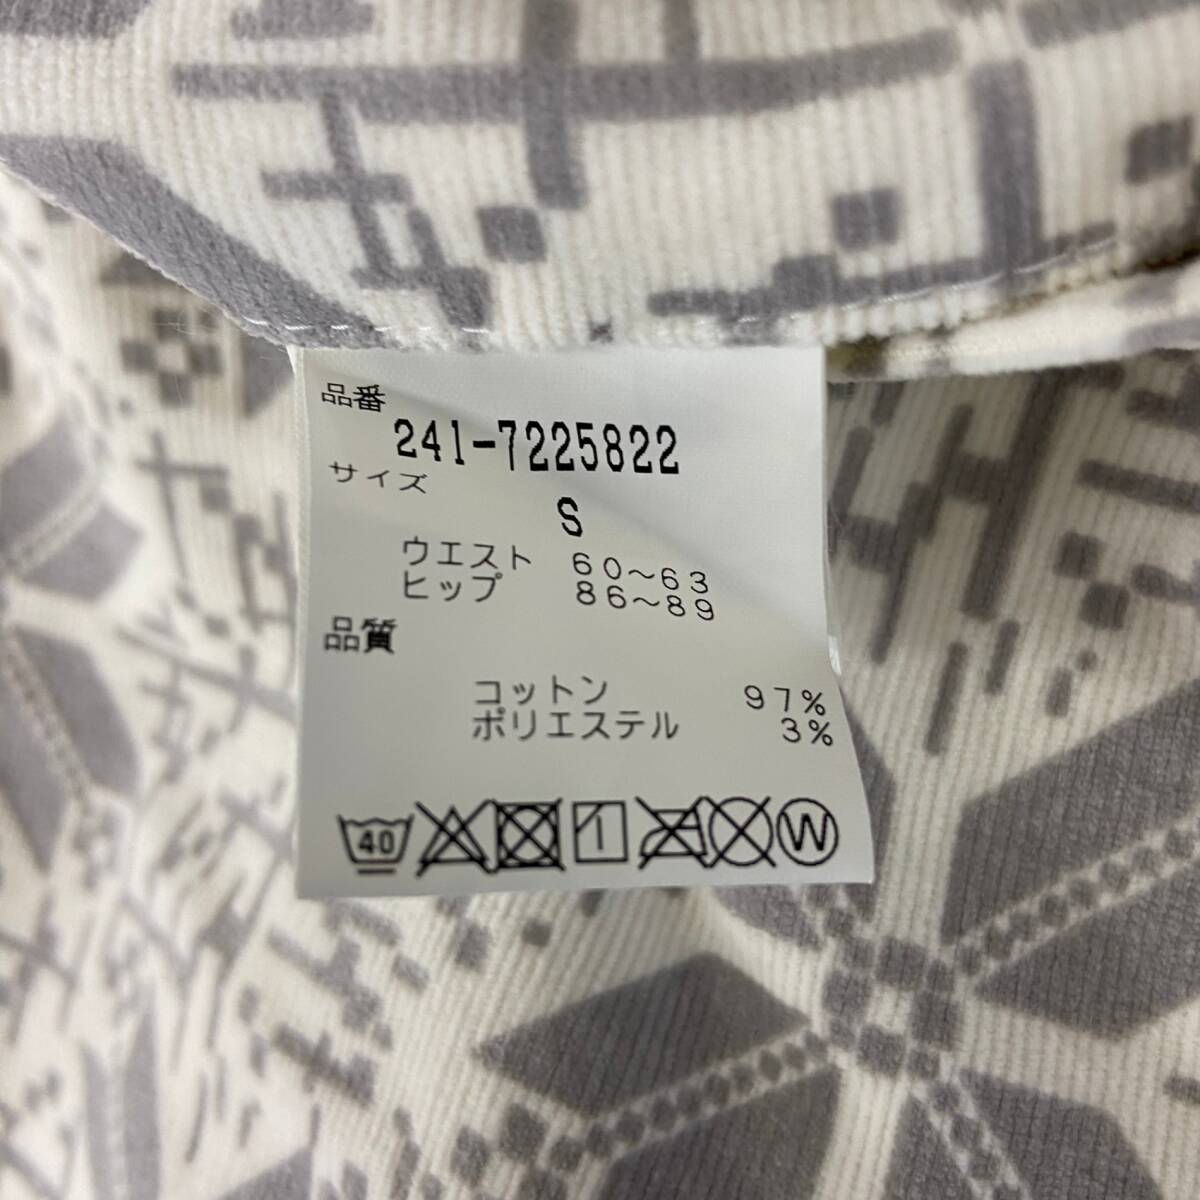 品番
241-7225822
サイズ
S
ウエスト 60~63
ヒップ 86~89
品質
コットン 97%
ポリエステル 3%
40 W